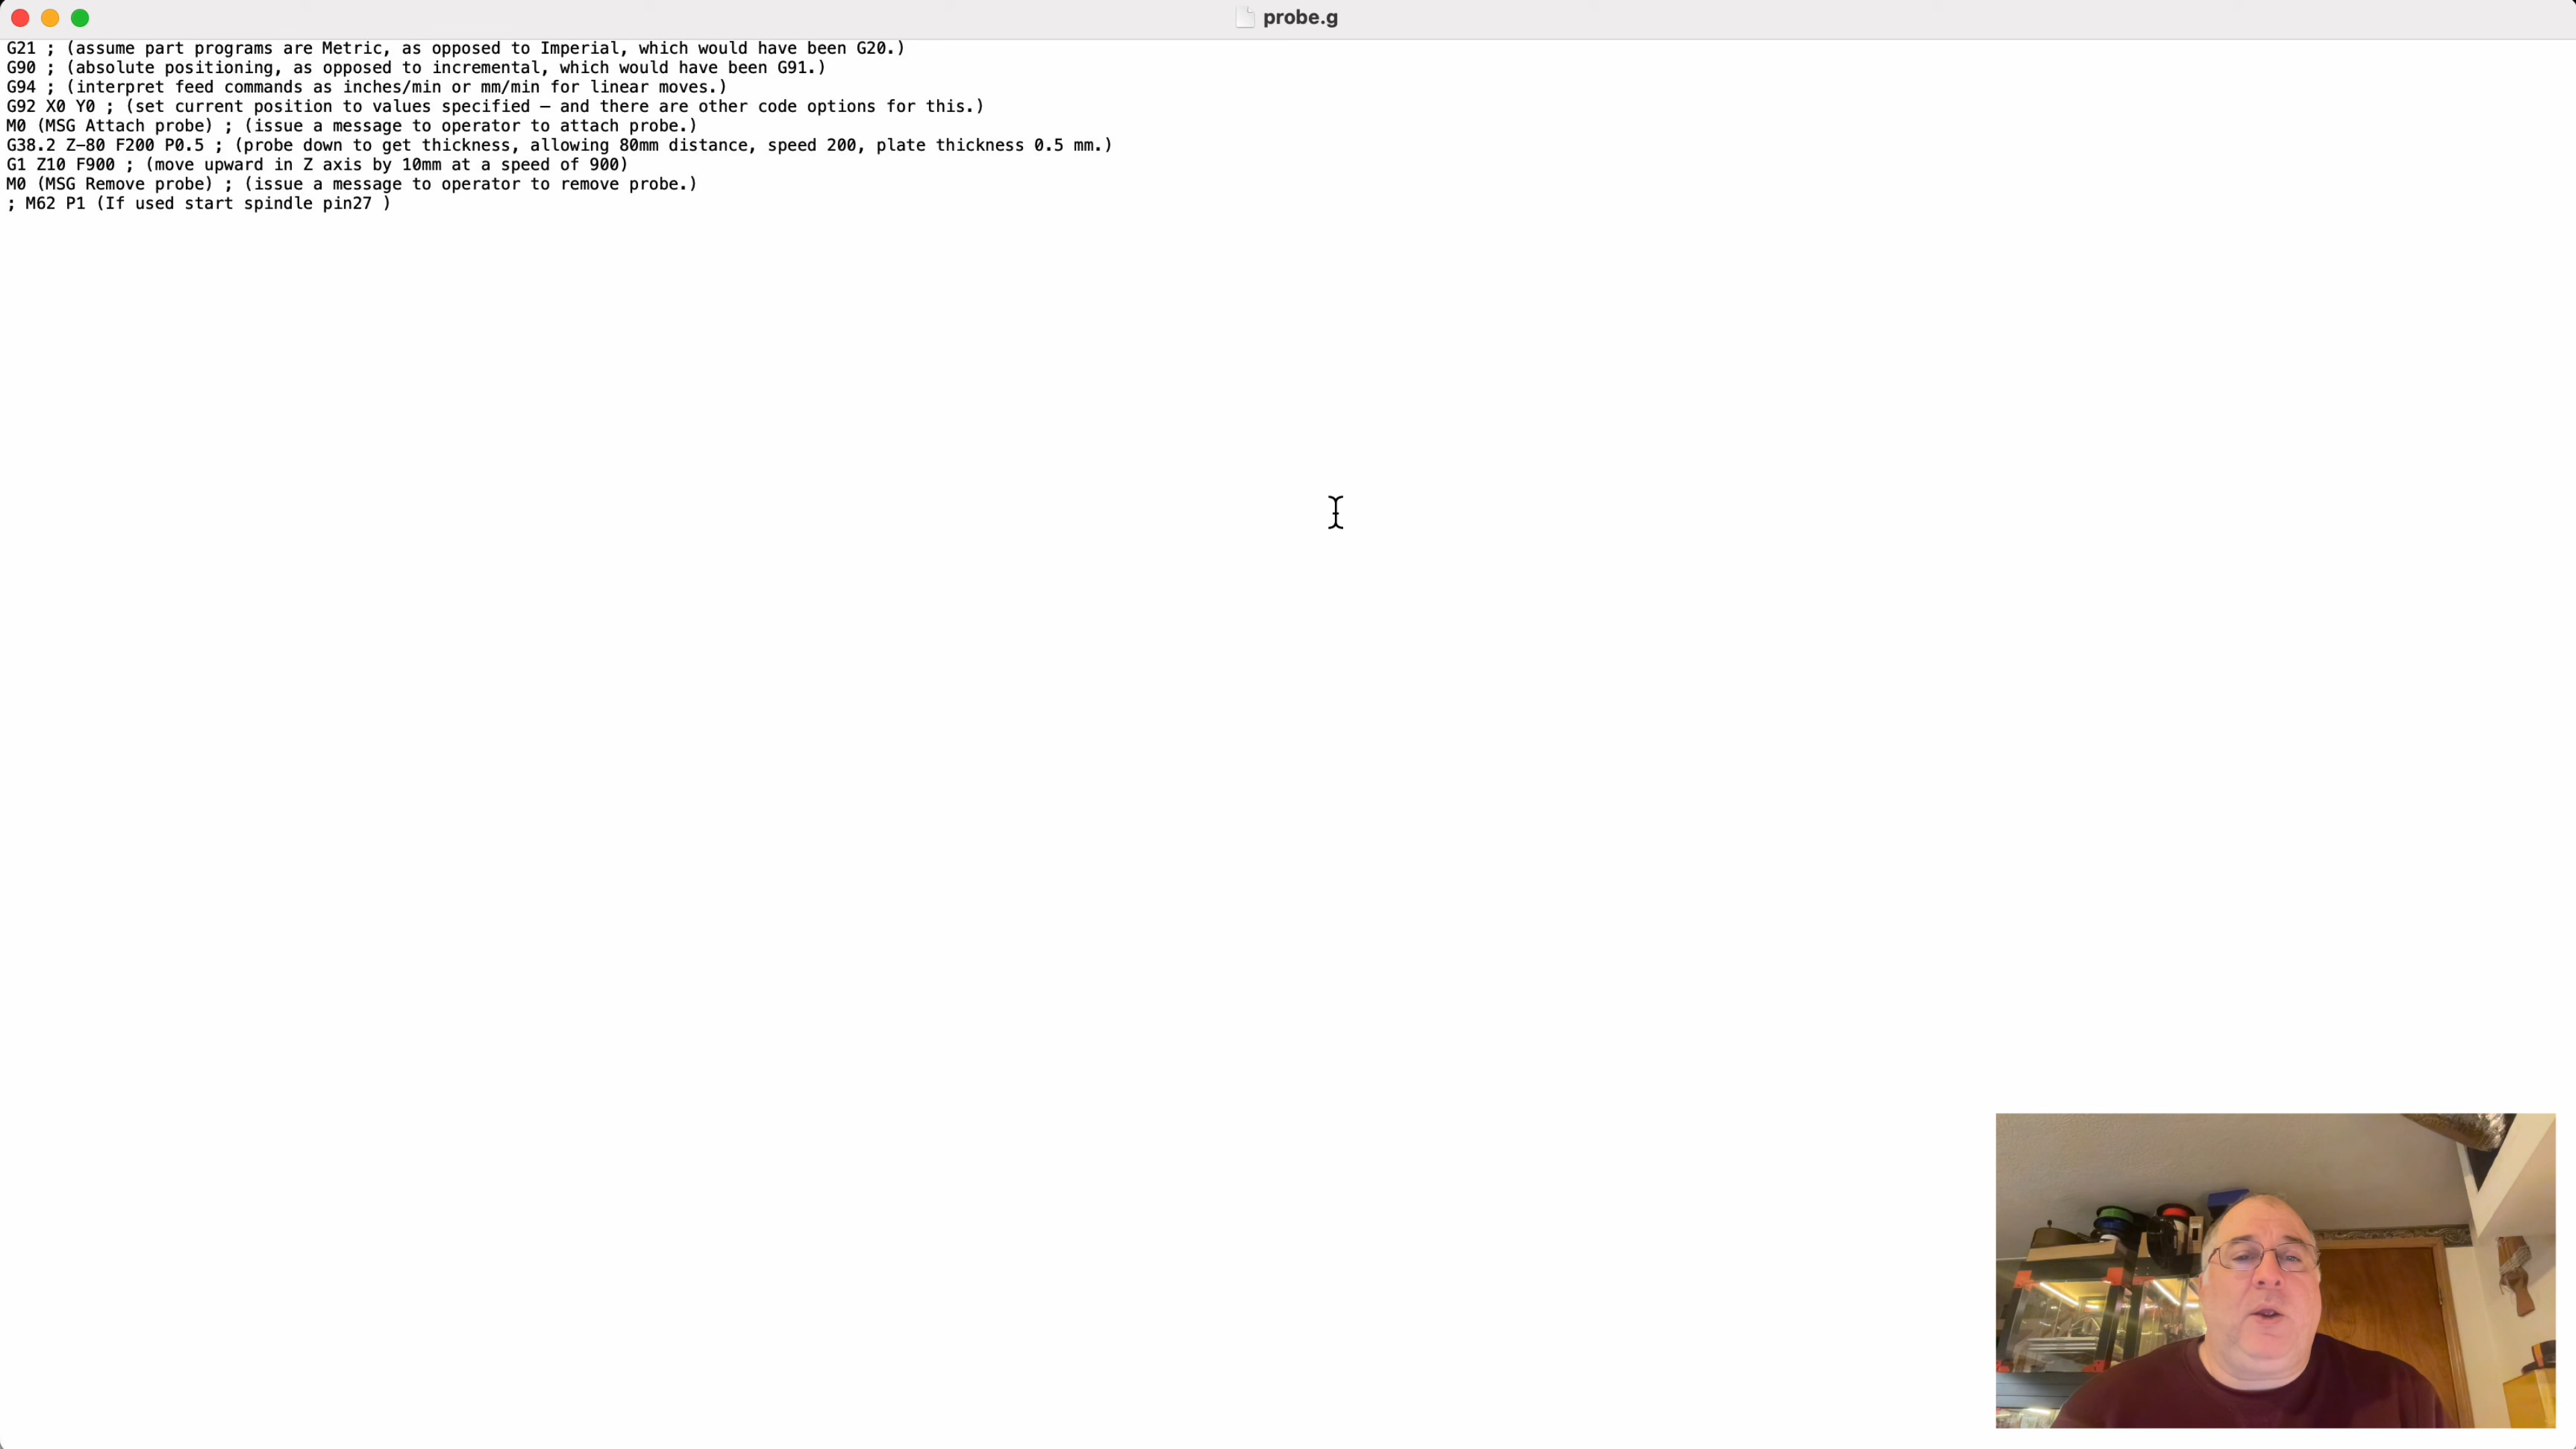 probe.g
G21 ; (assume part programs are Metric, as opposed to Imperial, which would have been G20.)
G90 ; (absolute positioning, as opposed to incremental, which would have been G91.)
G94 ; (interpret feed commands as inches/min or mm/min for linear moves.)
G92 X0 Y0 ; (set current position to values specified – and there are other code options for this.)
M0 (MSG Attach probe) ; (issue a message to operator to attach probe.)
G38.2 Z-80 F200 P0.5 ; (probe down to get thickness, allowing 80mm distance, speed 200, plate thickness 0.5 mm.)
G1 Z10 F900 ; (move upward in Z axis by 10mm at a speed of 900)
M0 (MSG Remove probe) ; (issue a message to operator to remove probe.)
; M62 P1 (If used start spindle pin27 )